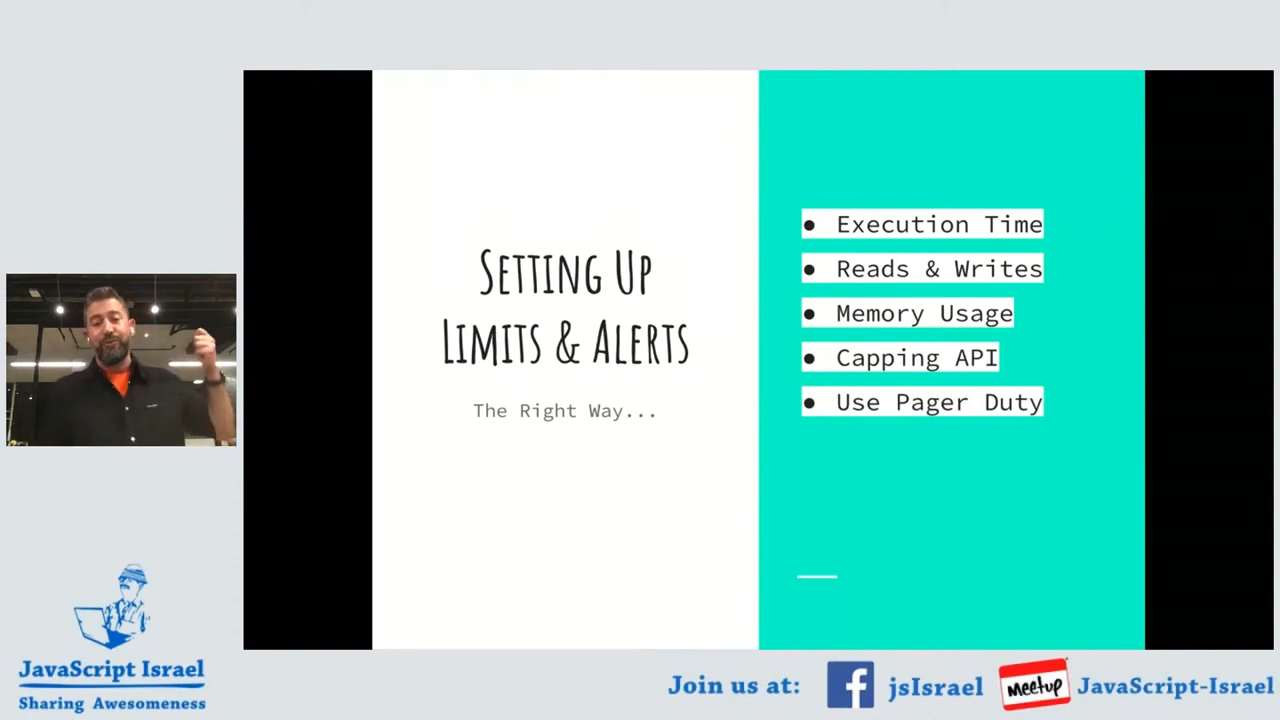 Setting Up
Limits & Alerts
The Right Way...
● Execution Time
● Reads & Writes
● Memory Usage
● Capping API
● Use Pager Duty
JavaScript Israel
Sharing Awesomeness
Join us at:
f
jsIsrael
meetup
JavaScript-Israel